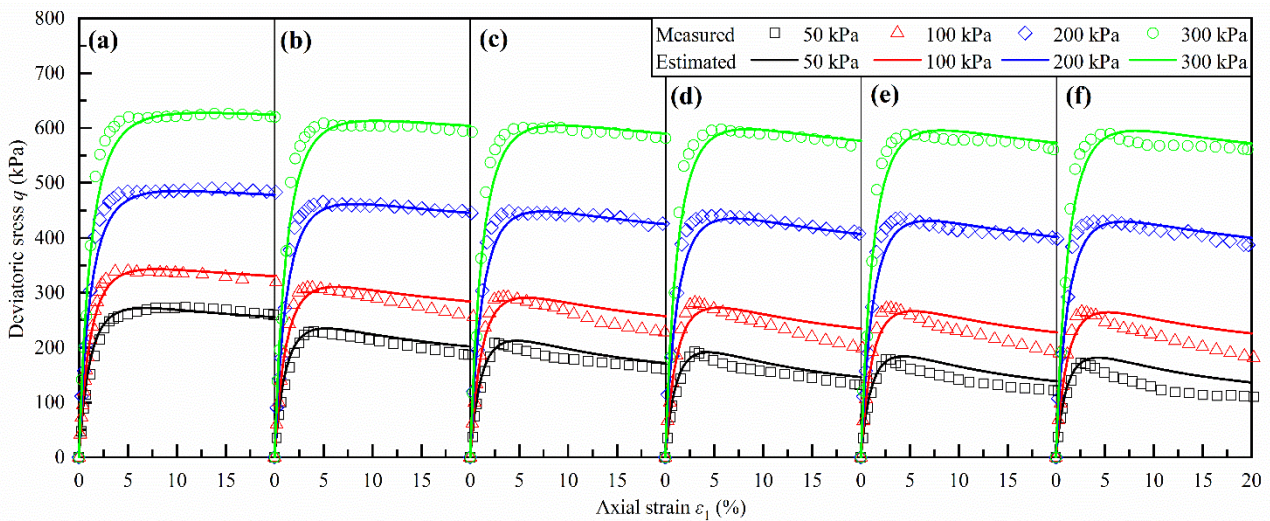 800
700
600
500
400
300
200
100
0
Deviatoric sresss q (kPa)
(a) (b) (c)
(d) (e) (f)
Measured 50 kPa 100 kPa 200 kPa 300 kPa
Estimated 50 kPa 100 kPa 200 kPa 300 kPa
0 5 10 15 0 5 10 15 0 5 10 15 0 5 10 15 0 5 10 15 0 5 10 15 20
Axial strain ε1 (%)